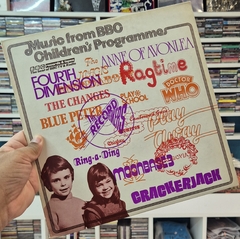 Music from BBC
Children's Programmes
FOURTH
DIMENSION
ANNE OF AVONLEA
Ragtime
THE CHANGES
PLAY SCHOOL
DOCTOR
WHO
BLUE PETER
RECORD
Ring-a-Ding
MOONBASE 3
CRACKERJACK